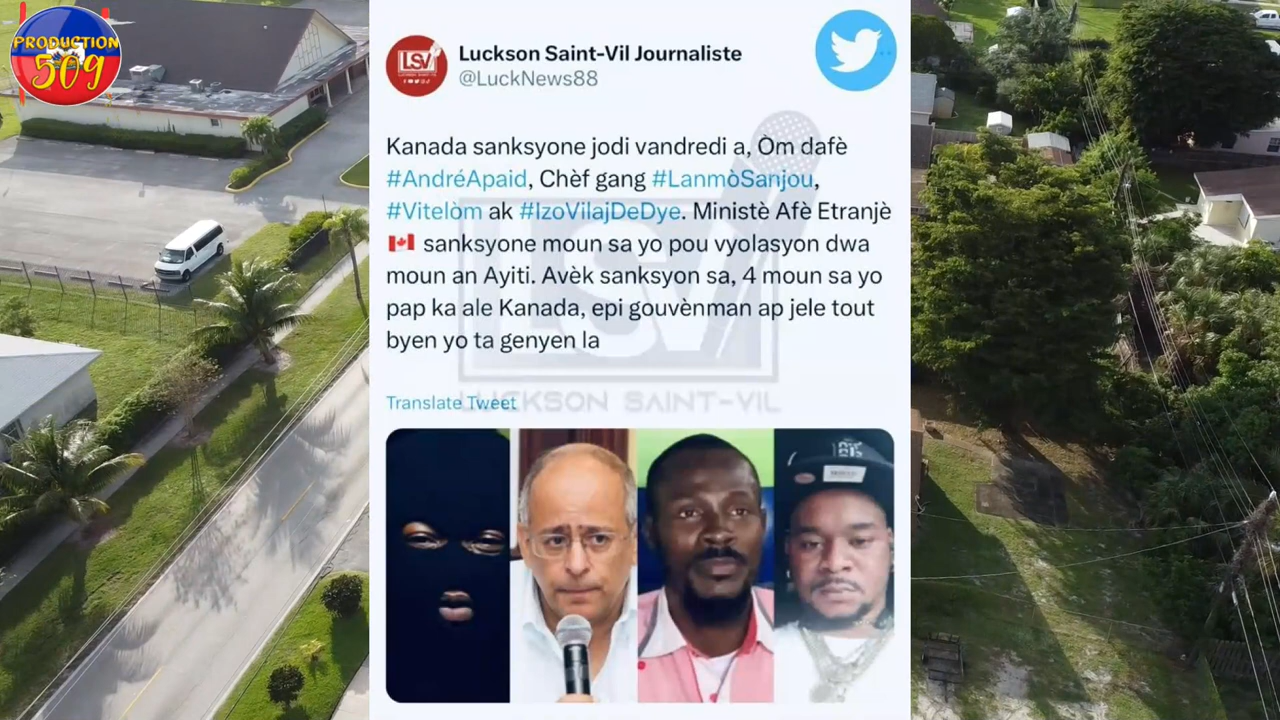 PRODUCTION
509
LSV
Luckson Saint-Vil Journaliste
@LuckNews88
Kanada sanksyone jodi vandredi a, Òm dafè
#AndréApaid, Chèf gang #LanmòSanjou,
#Vitelòm ak #IzoVilajDeDye. Ministè Afè Etranjè
sanksyone moun sa yo pou vyolasyon dwa
moun an Ayiti. Avèk sanksyon sa, 4 moun sa yo
pap ka ale Kanada, epi gouvènman ap jele tout
byen yo ta genyen la
LSV
LUCKSON SAINT-VIL
Translate Tweet